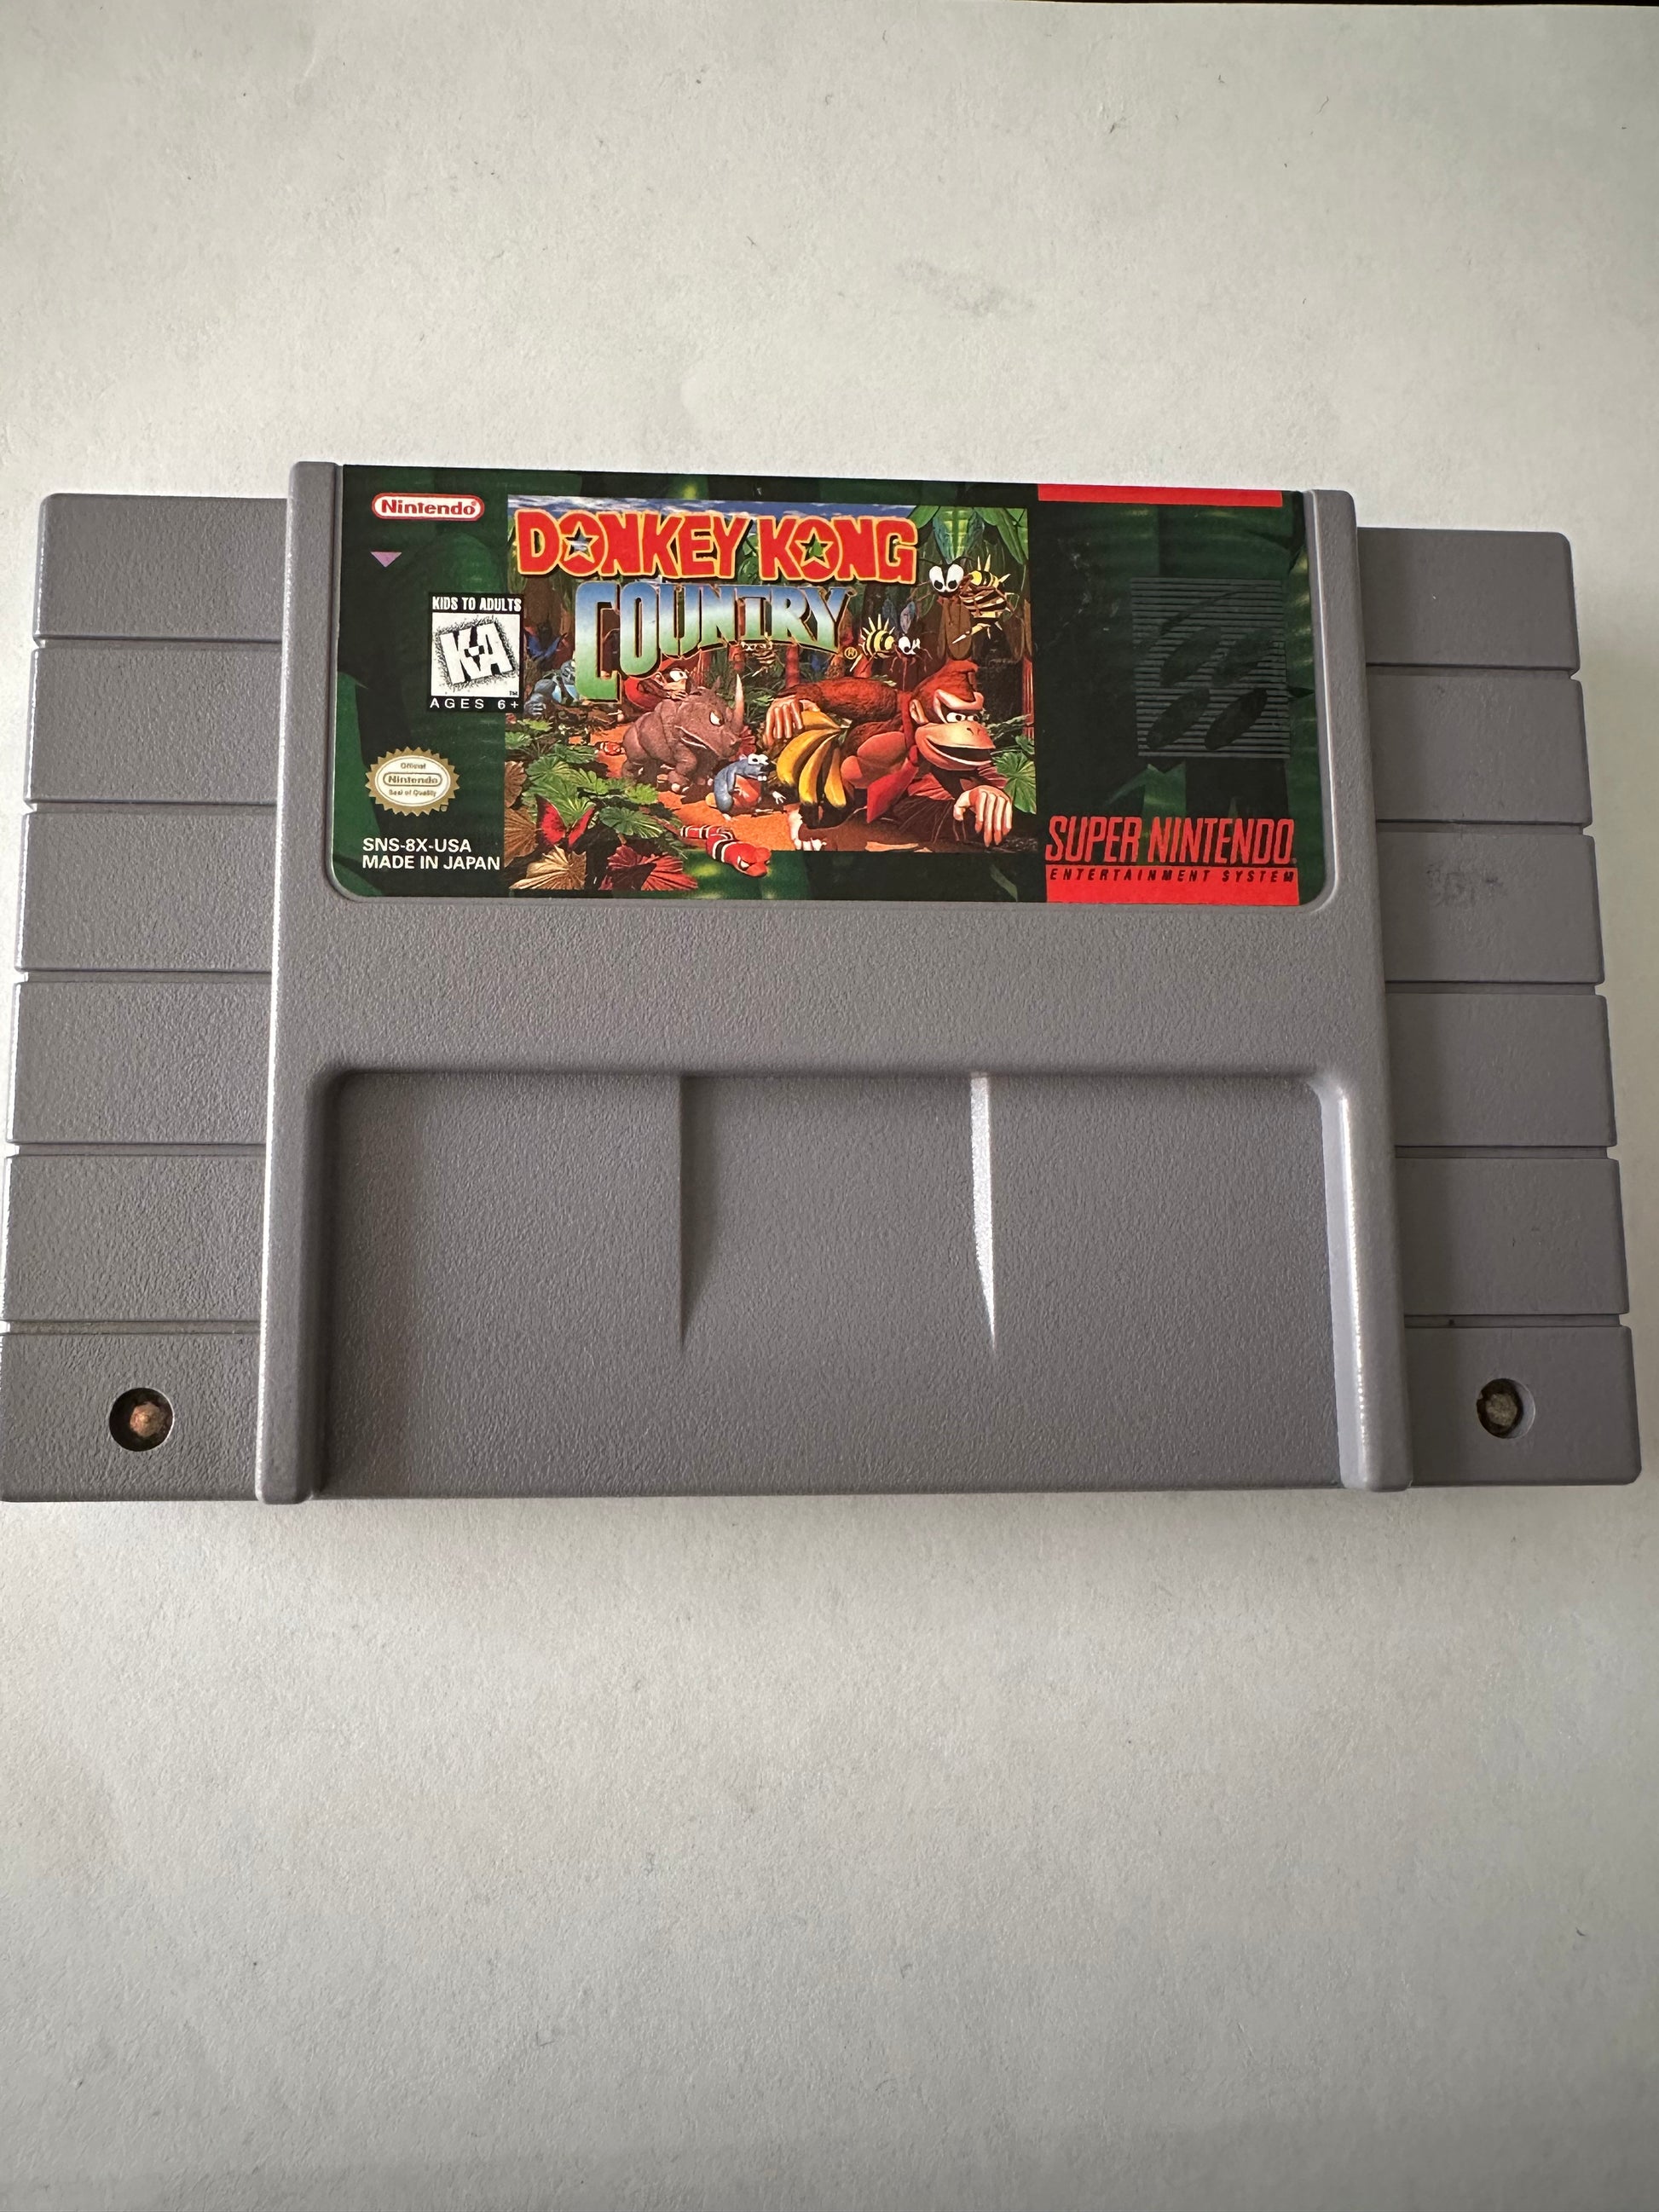 Nintendo
DONKEY KONG
COUNTRY®
KIDS TO ADULTS
K-A
™
AGES 6+
Official
Nintendo
Seal of Quality
SNS-8X-USA
MADE IN JAPAN
SUPER NINTENDO
ENTERTAINMENT SYSTEM